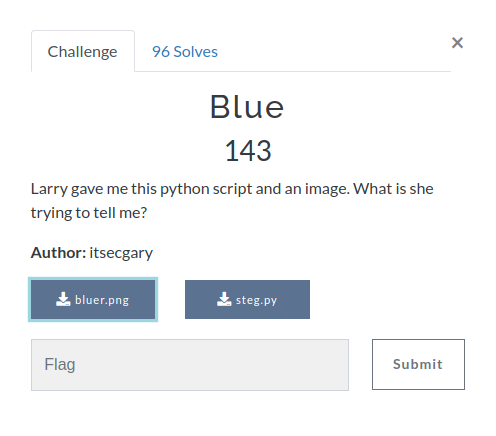 Challenge
96 Solves
×
Blue
143
Larry gave me this python script and an image. What is she
trying to tell me?
Author: itsecgary
bluer.png
steg.py
Flag
Submit